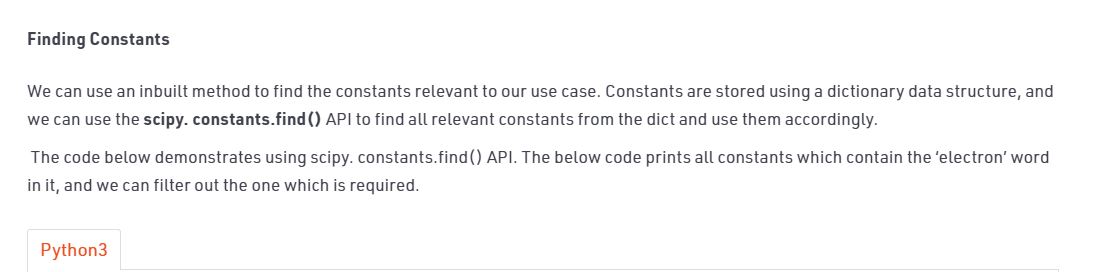 Finding Constants
We can use an inbuilt method to find the constants relevant to our use case. Constants are stored using a dictionary data structure, and
we can use the scipy. constants.find() API to find all relevant constants from the dict and use them accordingly.
The code below demonstrates using scipy. constants.find() API. The below code prints all constants which contain the ‘electron’ word
in it, and we can filter out the one which is required.
Python3